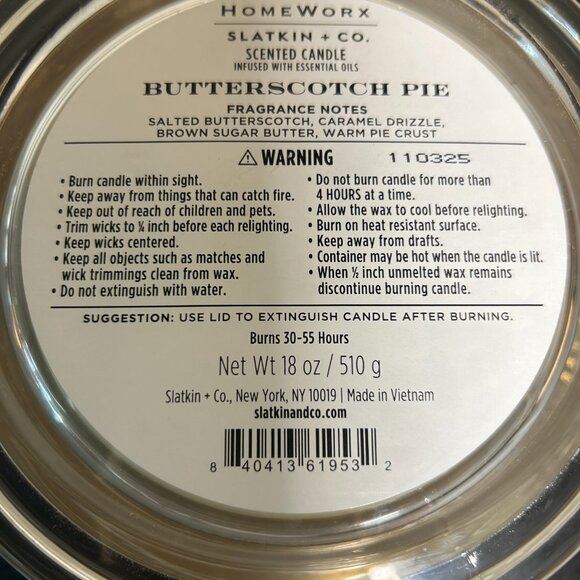 HOMEWORX
SLATKIN + CO.
SCENTED CANDLE
INFUSED WITH ESSENTIAL OILS
BUTTERSCOTCH PIE
FRAGRANCE NOTES
SALTED BUTTERSCOTCH, CARAMEL DRIZZLE,
BROWN SUGAR BUTTER, WARM PIE CRUST
⚠ WARNING 110325
• Burn candle within sight.
• Keep away from things that can catch fire.
• Keep out of reach of children and pets.
• Trim wicks to ¼ inch before each relighting.
• Keep wicks centered.
• Keep all objects such as matches and
wick trimmings clean from wax.
• Do not extinguish with water.
• Do not burn candle for more than
4 HOURS at a time.
• Allow the wax to cool before relighting.
• Burn on heat resistant surface.
• Keep away from drafts.
• Container may be hot when the candle is lit.
• When ½ inch unmelted wax remains
discontinue burning candle.
SUGGESTION: USE LID TO EXTINGUISH CANDLE AFTER BURNING.
Burns 30-55 Hours
Net Wt 18 oz / 510 g
Slatkin + Co., New York, NY 10019 | Made in Vietnam
slatkinandco.com
8 40413 61953 2